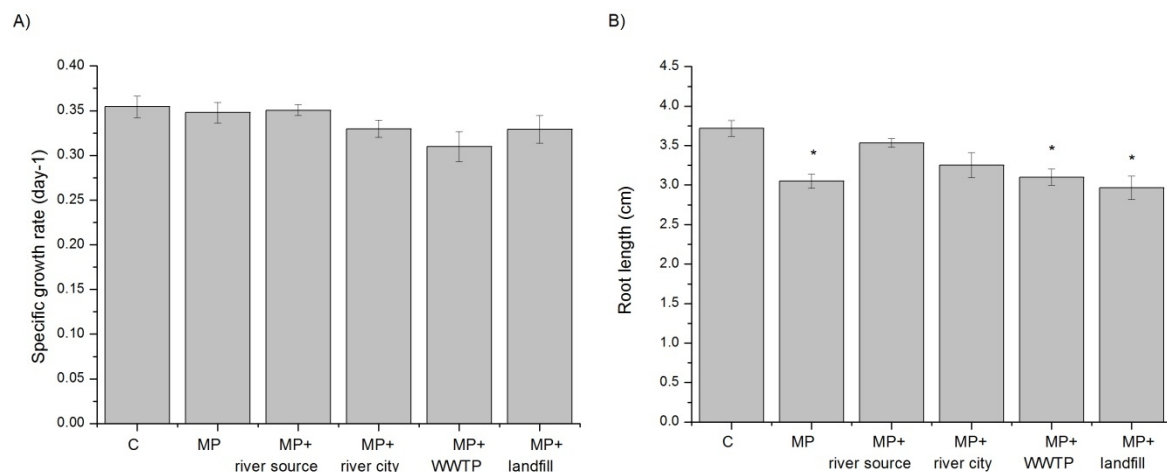 A)
Specific growth rate (day-1)
0.40
0.35
0.30
0.25
0.20
0.15
0.10
0.05
0.00
C MP MP+ MP+ MP+ MP+
river source river city WWTP landfill
B)
Root length (cm)
4.5
4.0
3.5
3.0
2.5
2.0
1.5
1.0
0.5
0.0
* * *
C MP MP+ MP+ MP+ MP+
river source river city WWTP landfill